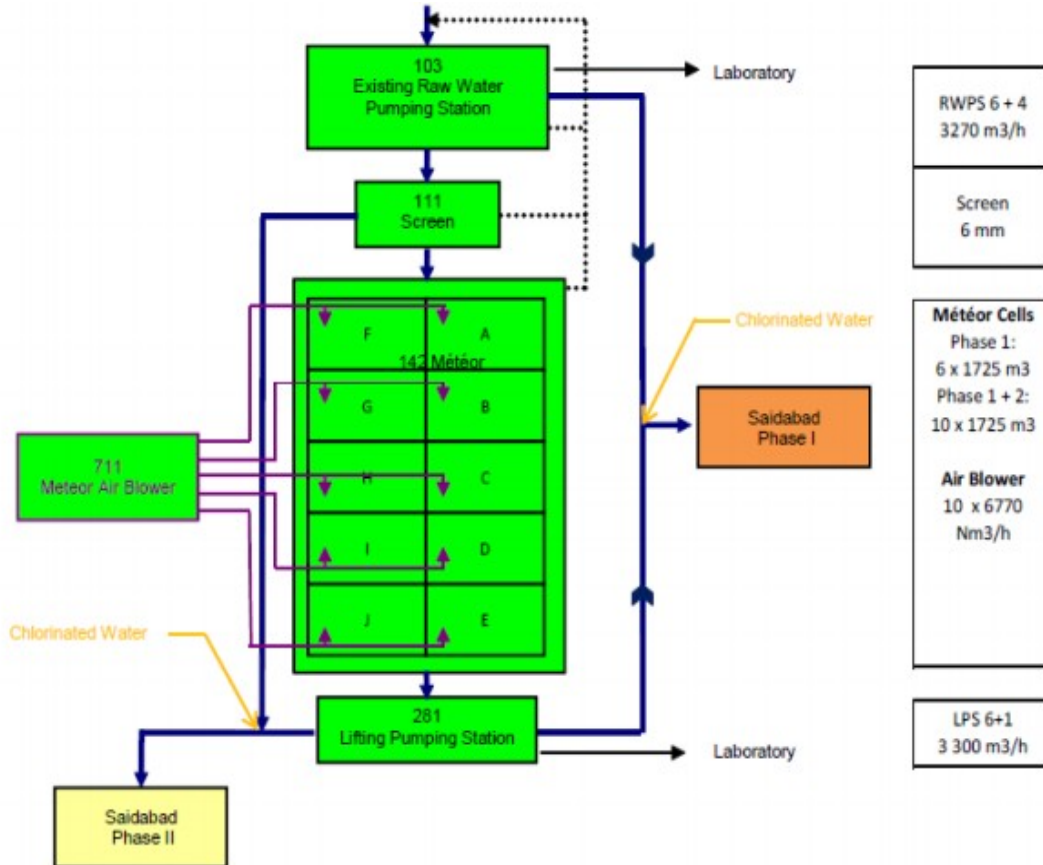 103
Existing Raw Water
Pumping Station
Laboratory
RWPS 6 + 4
3270 m3/h
111
Screen
Screen
6 mm
F
A
142 Météor
G
B
H
C
I
D
J
E
Chlorinated Water
Météor Cells
Phase 1:
6 x 1725 m3
Phase 1 + 2:
10 x 1725 m3
Air Blower
10 x 6770
Nm3/h
Saidabad
Phase I
711
Meteor Air Blower
Chlorinated Water
281
Lifting Pumping Station
Laboratory
LPS 6+1
3 300 m3/h
Saidabad
Phase II